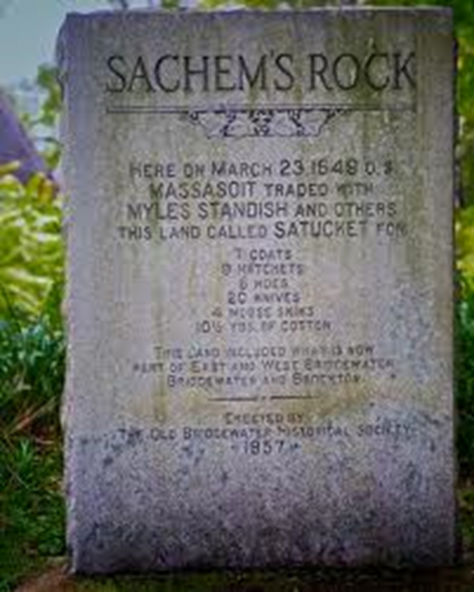 SACHEM'S ROCK
HERE ON MARCH 23 1649 O.S.
MASSASOIT TRADED WITH
MYLES STANDISH AND OTHERS
THIS LAND CALLED SATUCKET FOR
7 COATS
9 HATCHETS
8 HOES
20 KNIVES
4 MOOSE SKINS
10½ YDS. OF COTTON
THIS LAND INCLUDED WHAT IS NOW
PART OF EAST AND WEST BRIDGEWATER
BRIDGEWATER AND BROCKTON
ERECTED BY
THE OLD BRIDGEWATER HISTORICAL SOCIETY
1957